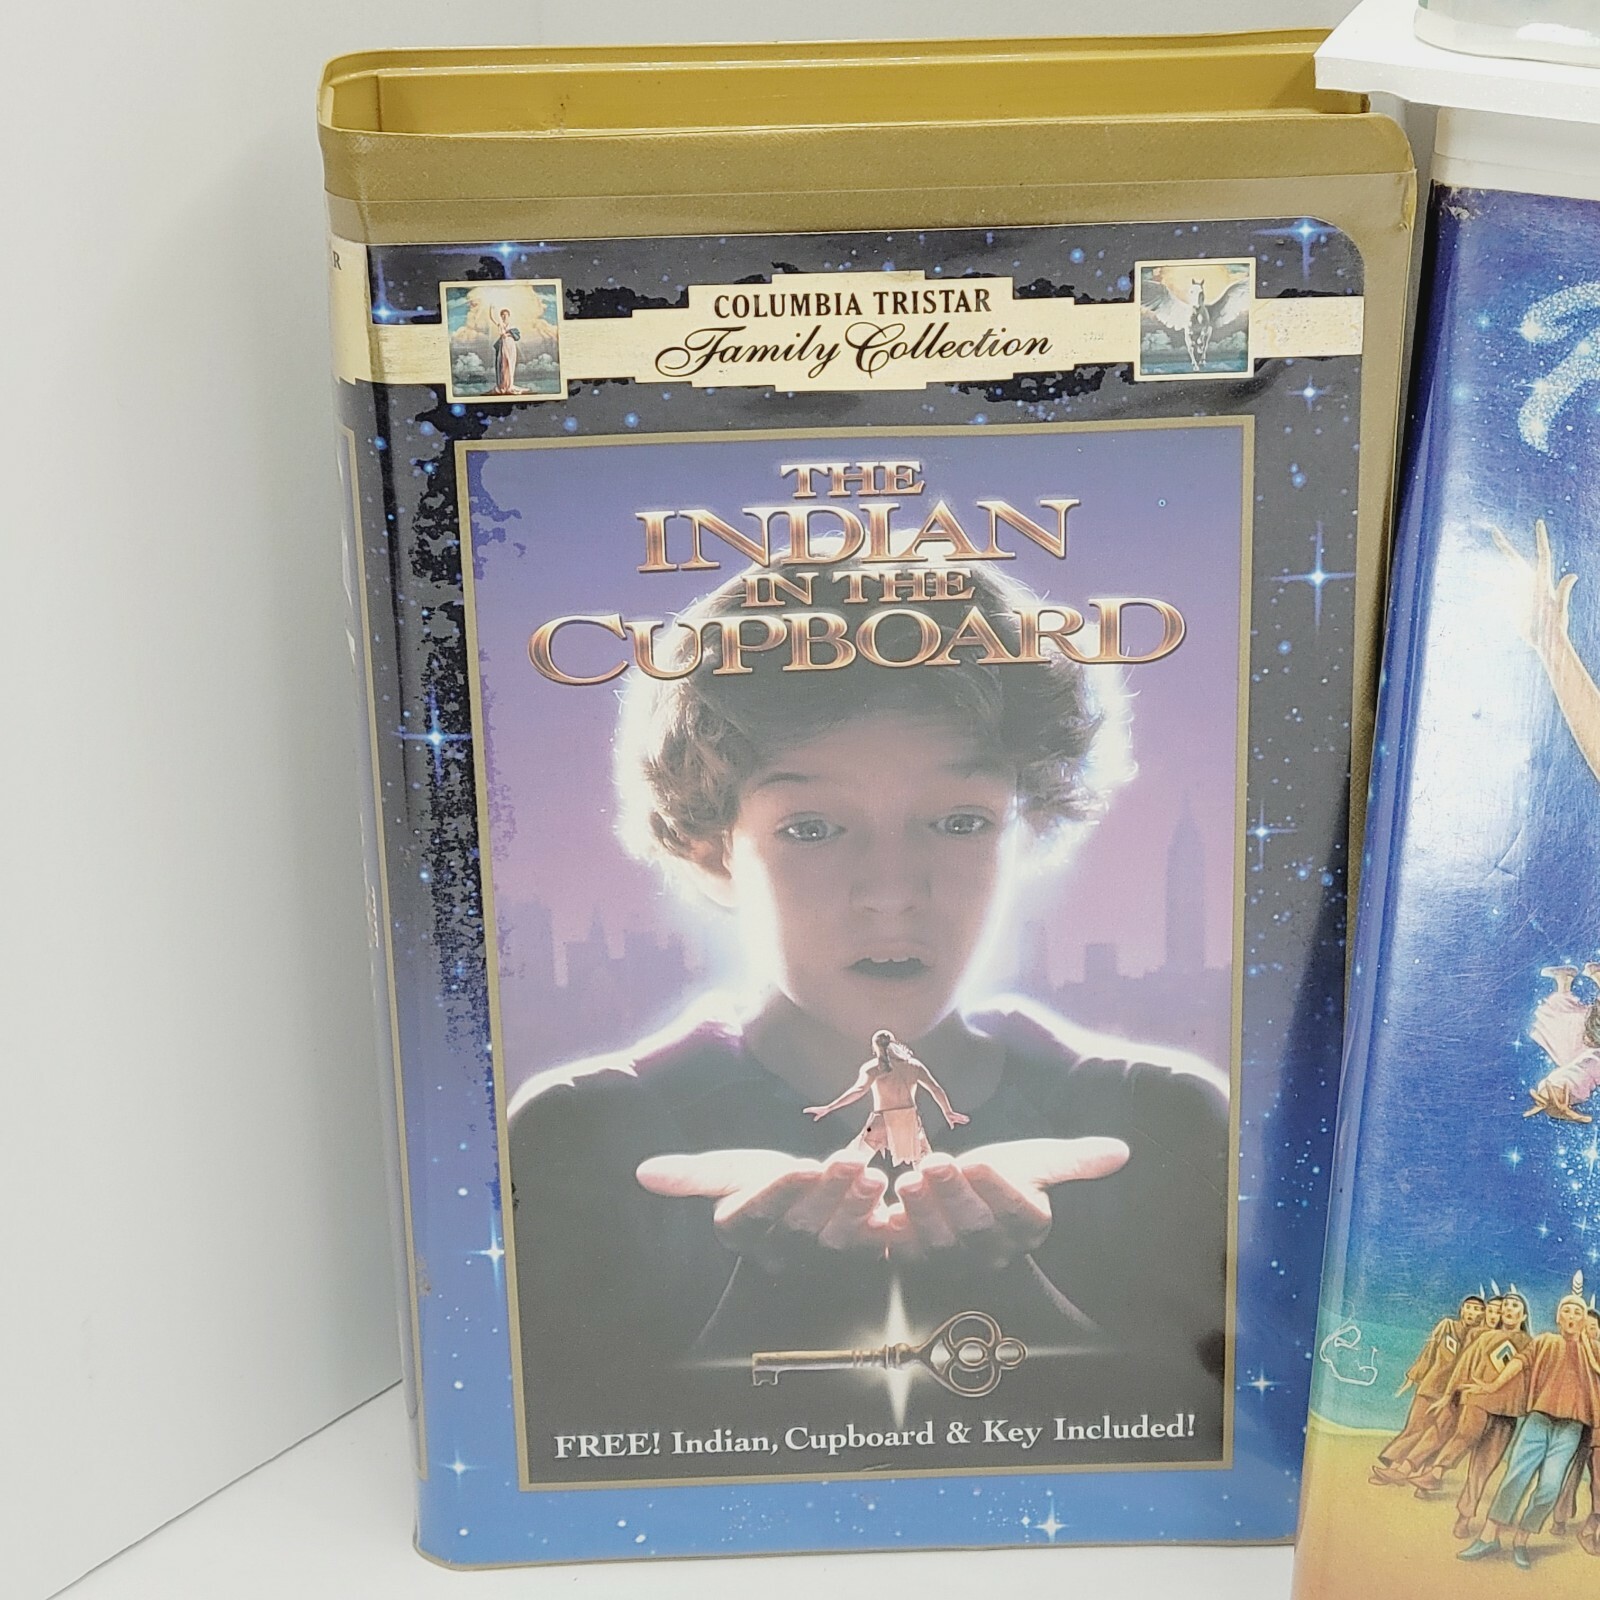 COLUMBIA TRISTAR
Family Collection
THE
INDIAN
IN THE
CUPBOARD
FREE! Indian, Cupboard & Key Included!